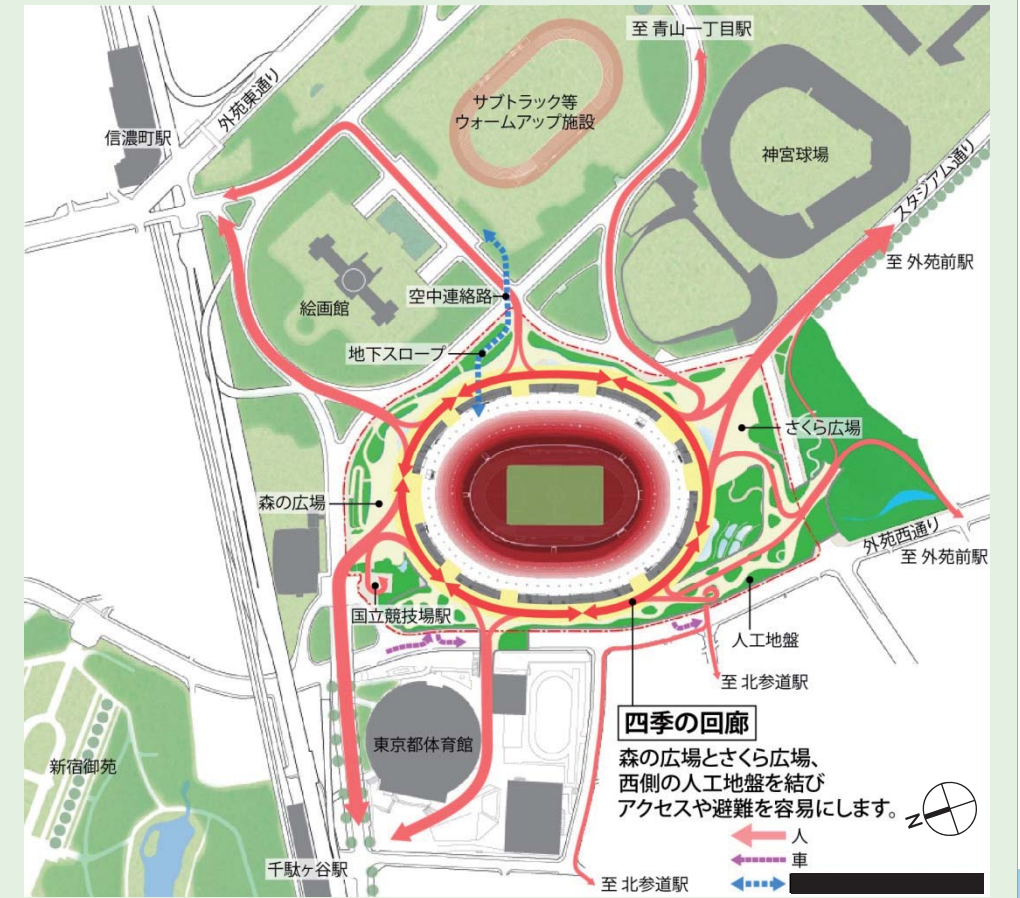 至 青山一丁目駅
外苑東通り
サブトラック等
ウォームアップ施設
信濃町駅
神宮球場
スタジアム通り
至 外苑前駅
空中連絡路
絵画館
地下スロープ
さくら広場
森の広場
外苑西通り
至 外苑前駅
国立競技場駅
人工地盤
至 北参道駅
四季の回廊
森の広場とさくら広場、
西側の人工地盤を結び
アクセスや避難を容易にします。
東京都体育館
新宿御苑
N
人
車
千駄ヶ谷駅
至 北参道駅